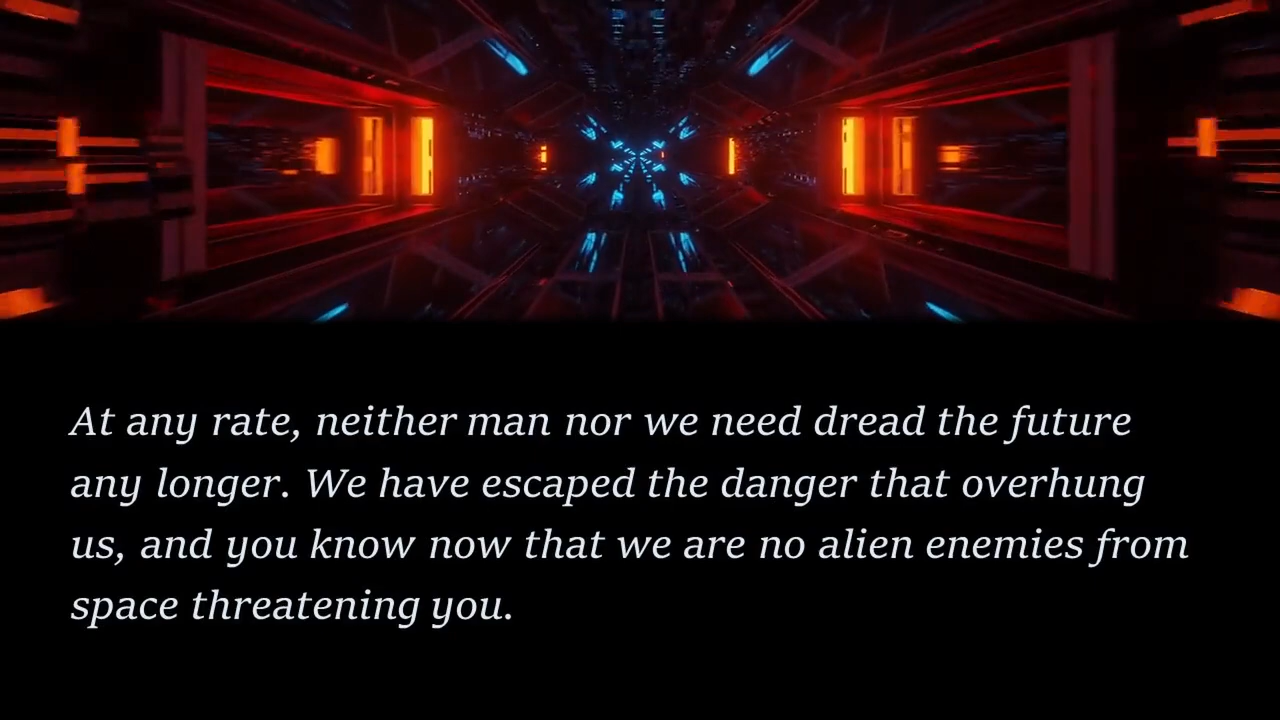 At any rate, neither man nor we need dread the future
any longer. We have escaped the danger that overhung
us, and you know now that we are no alien enemies from
space threatening you.